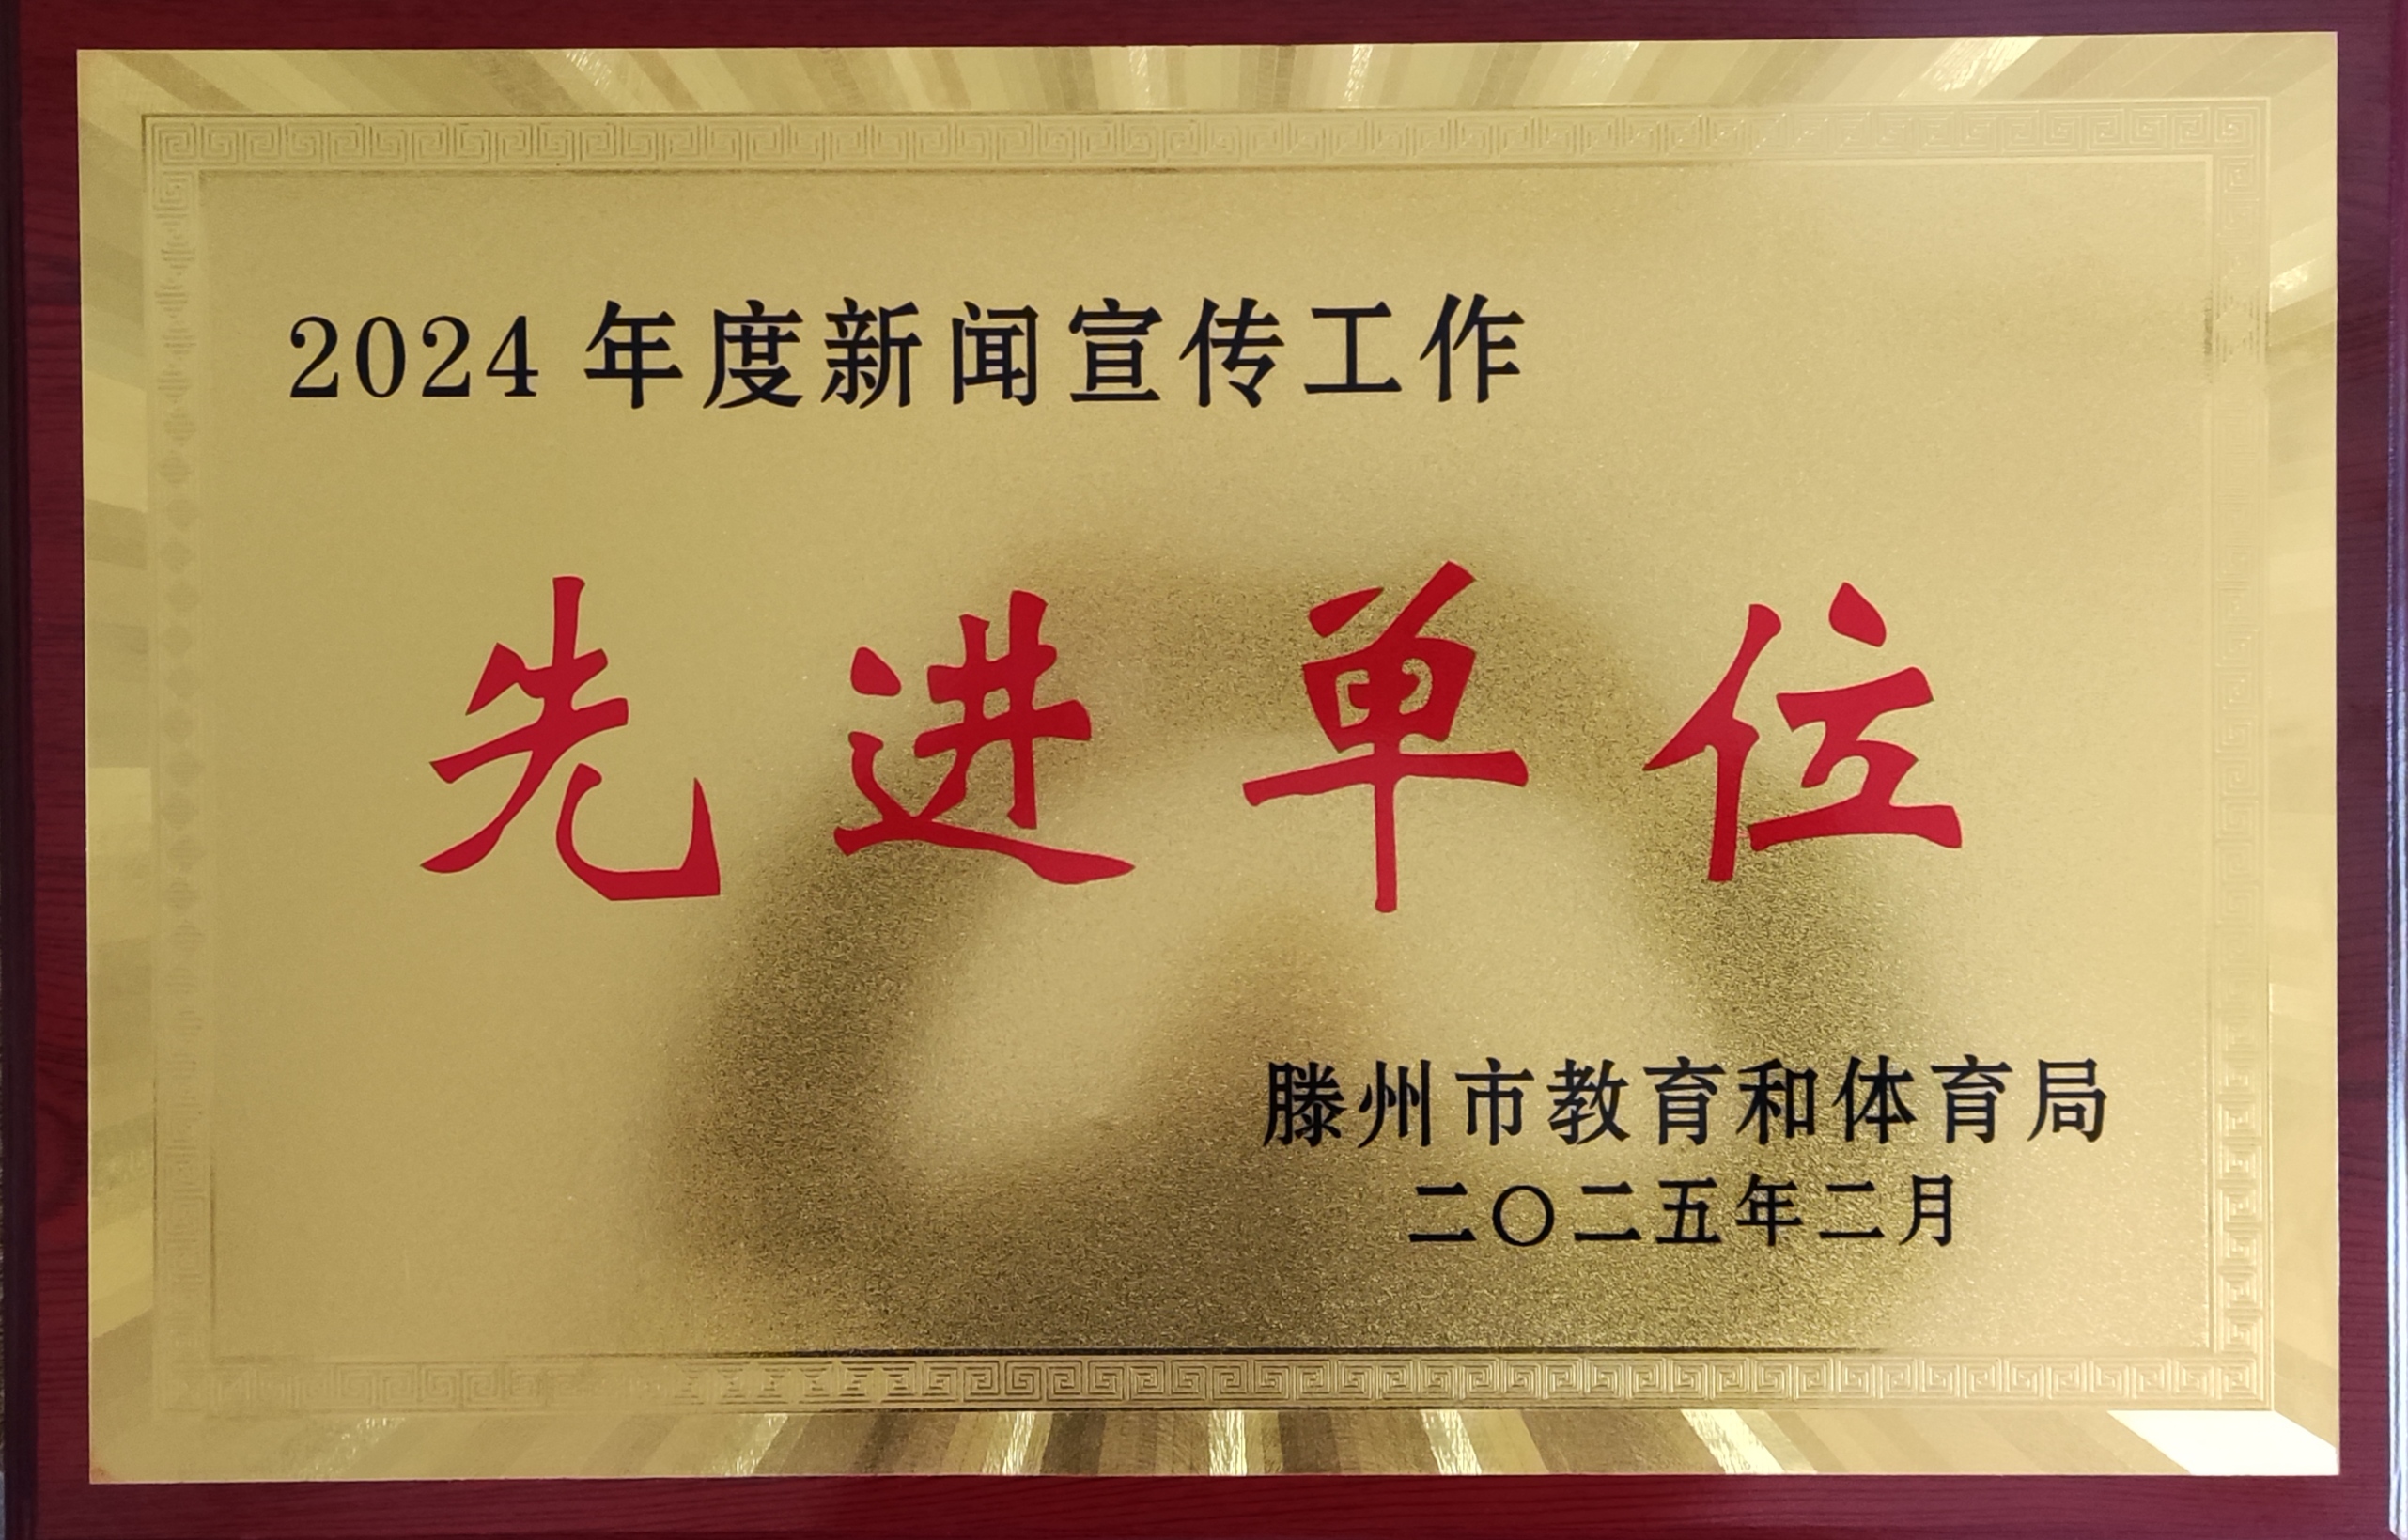 2024年度新闻宣传工作
先进单位
滕州市教育和体育局
二〇二五年二月